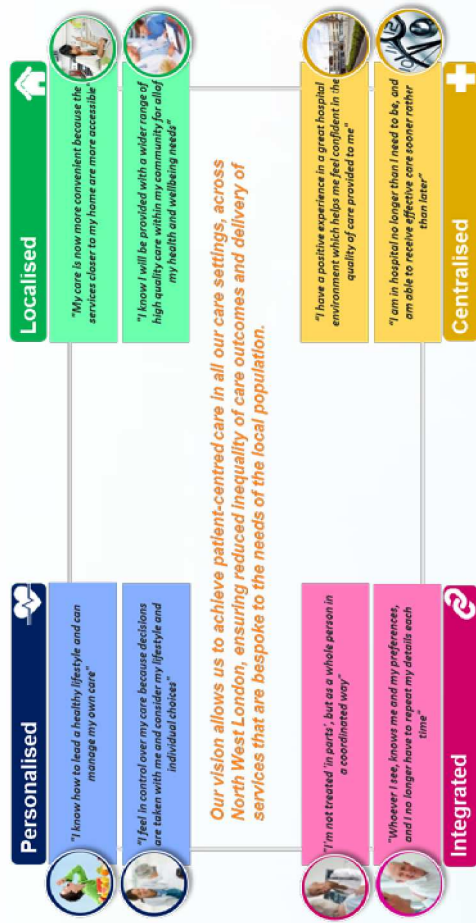 Personalised
"I know how to lead a healthy lifestyle and can
manage my own care"
"I feel in control over my care because decisions
are taken with me and consider my lifestyle and
individual choices"
Localised
"My care is now more convenient because the
services closer to my home are more accessible"
"I know I will be provided with a wider range of
high quality care within my community for allof
my health and wellbeing needs"
Our vision allows us to achieve patient-centred care in all our care settings, across
North West London, ensuring reduced inequality of care outcomes and delivery of
services that are bespoke to the needs of the local population.
"I'm not treated 'in parts', but as a whole person in
a coordinated way"
"Whoever I see, knows me and my preferences,
and I no longer have to repeat my details each
time"
Integrated
"I have a positive experience in a great hospital
environment which helps me feel confident in the
quality of care provided to me"
"I am in hospital no longer than I need to be, and
am able to receive effective care sooner rather
than later"
Centralised